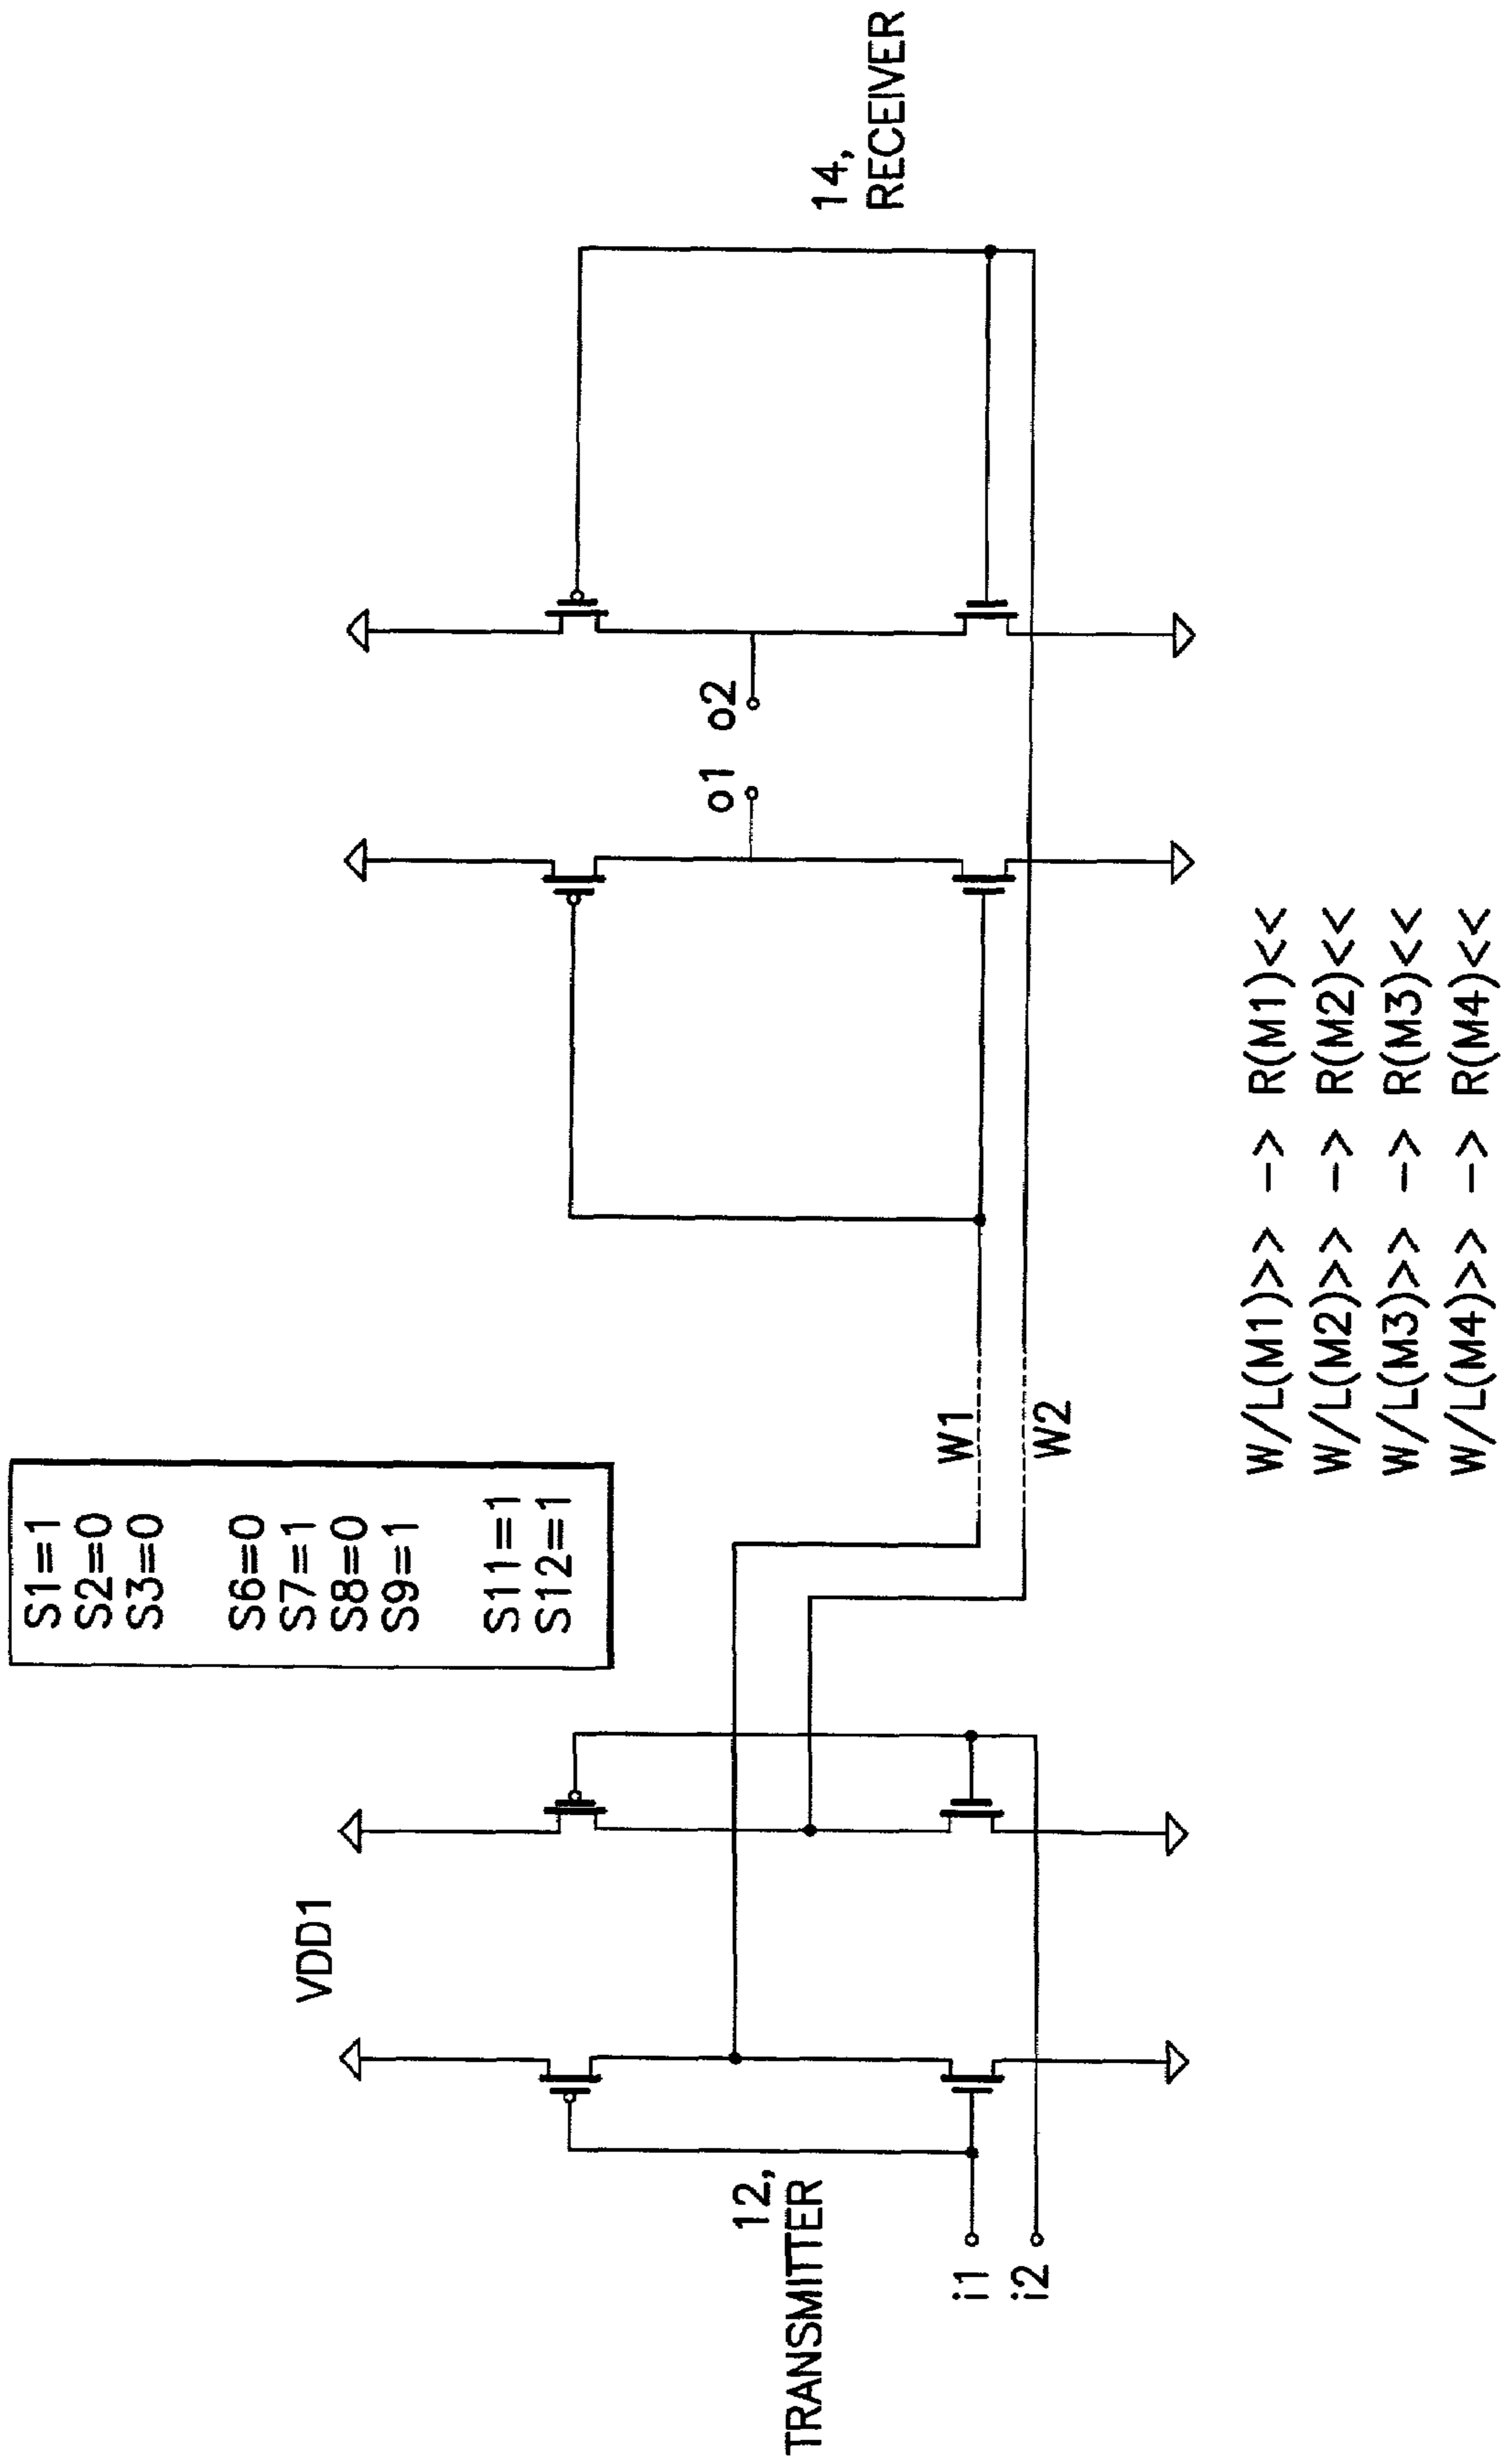 S1=1
S2=0
S3=0
S6=0
S7=1
S8=0
S9=1
S11=1
S12=1
VDD1
o1 o2
12,
TRANSMITTER
14,
RECEIVER
i1
i2
W1
W2
W/L(M1)>> -> R(M1)<<
W/L(M2)>> -> R(M2)<<
W/L(M3)>> -> R(M3)<<
W/L(M4)>> -> R(M4)<<